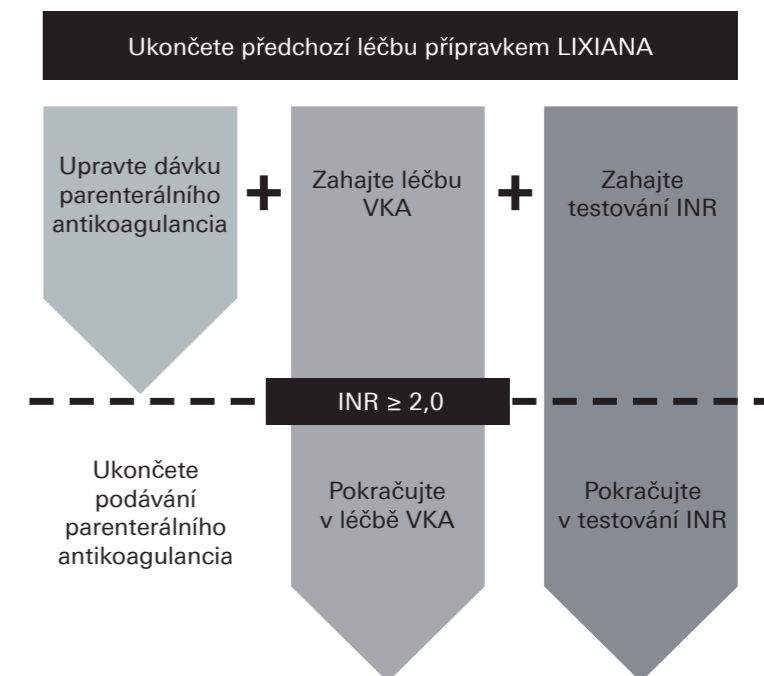 Ukončete předchozí léčbu přípravkem LIXIANA
Upravte dávku
parenterálního
antikoagulancia
+
Zahajte léčbu
VKA
+
Zahajte
testování INR
INR ≥ 2,0
Ukončete
podávání
parenterálního
antikoagulancia
Pokračujte
v léčbě VKA
Pokračujte
v testování INR